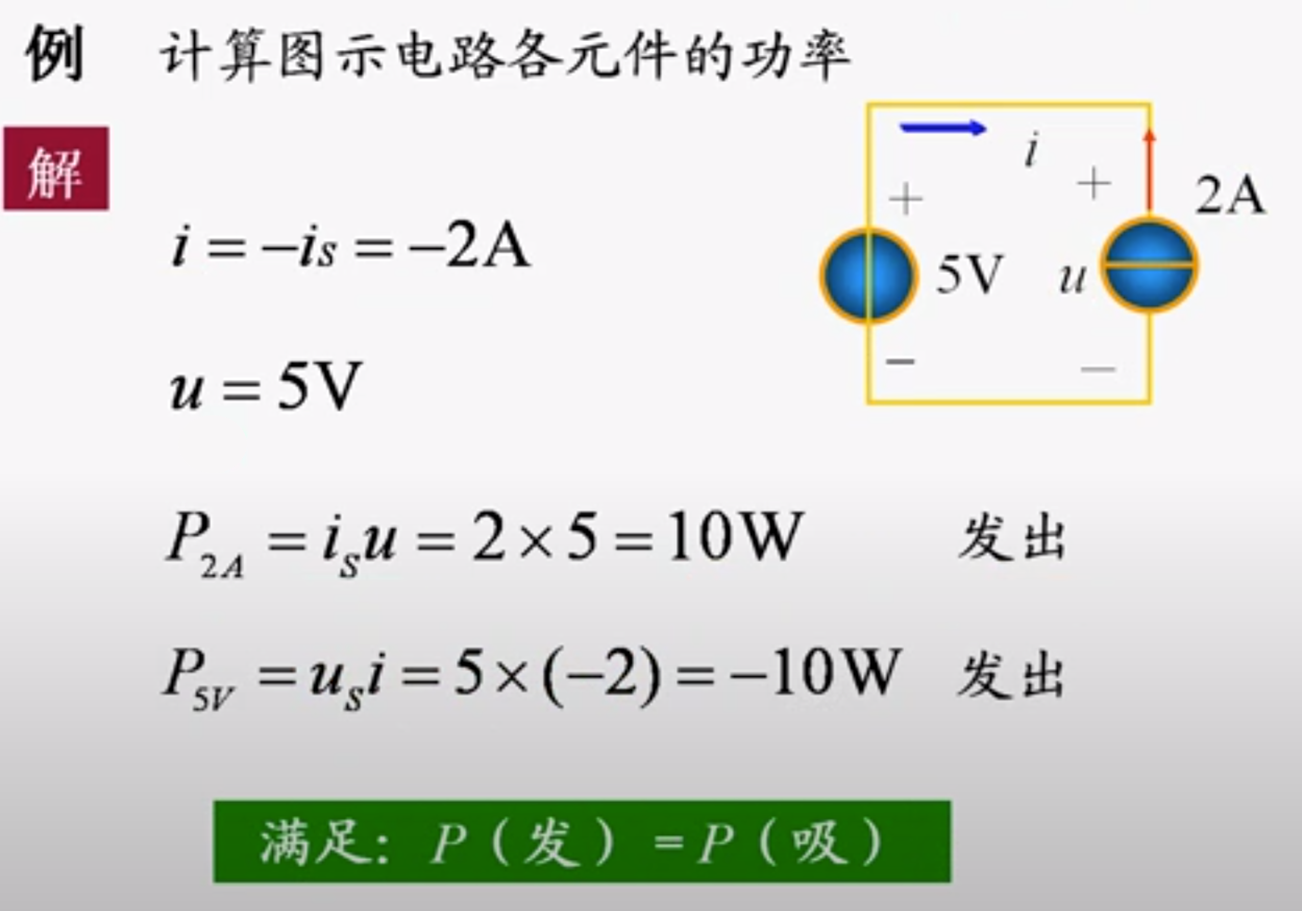 例 计算图示电路各元件的功率
解
i = −is = −2A
u = 5V
P2A = isu = 2×5 = 10W 发出
P5V = usi = 5×(−2) = −10W 发出
满足：P（发）=P（吸）
i
+ + 2A
5V u
− −